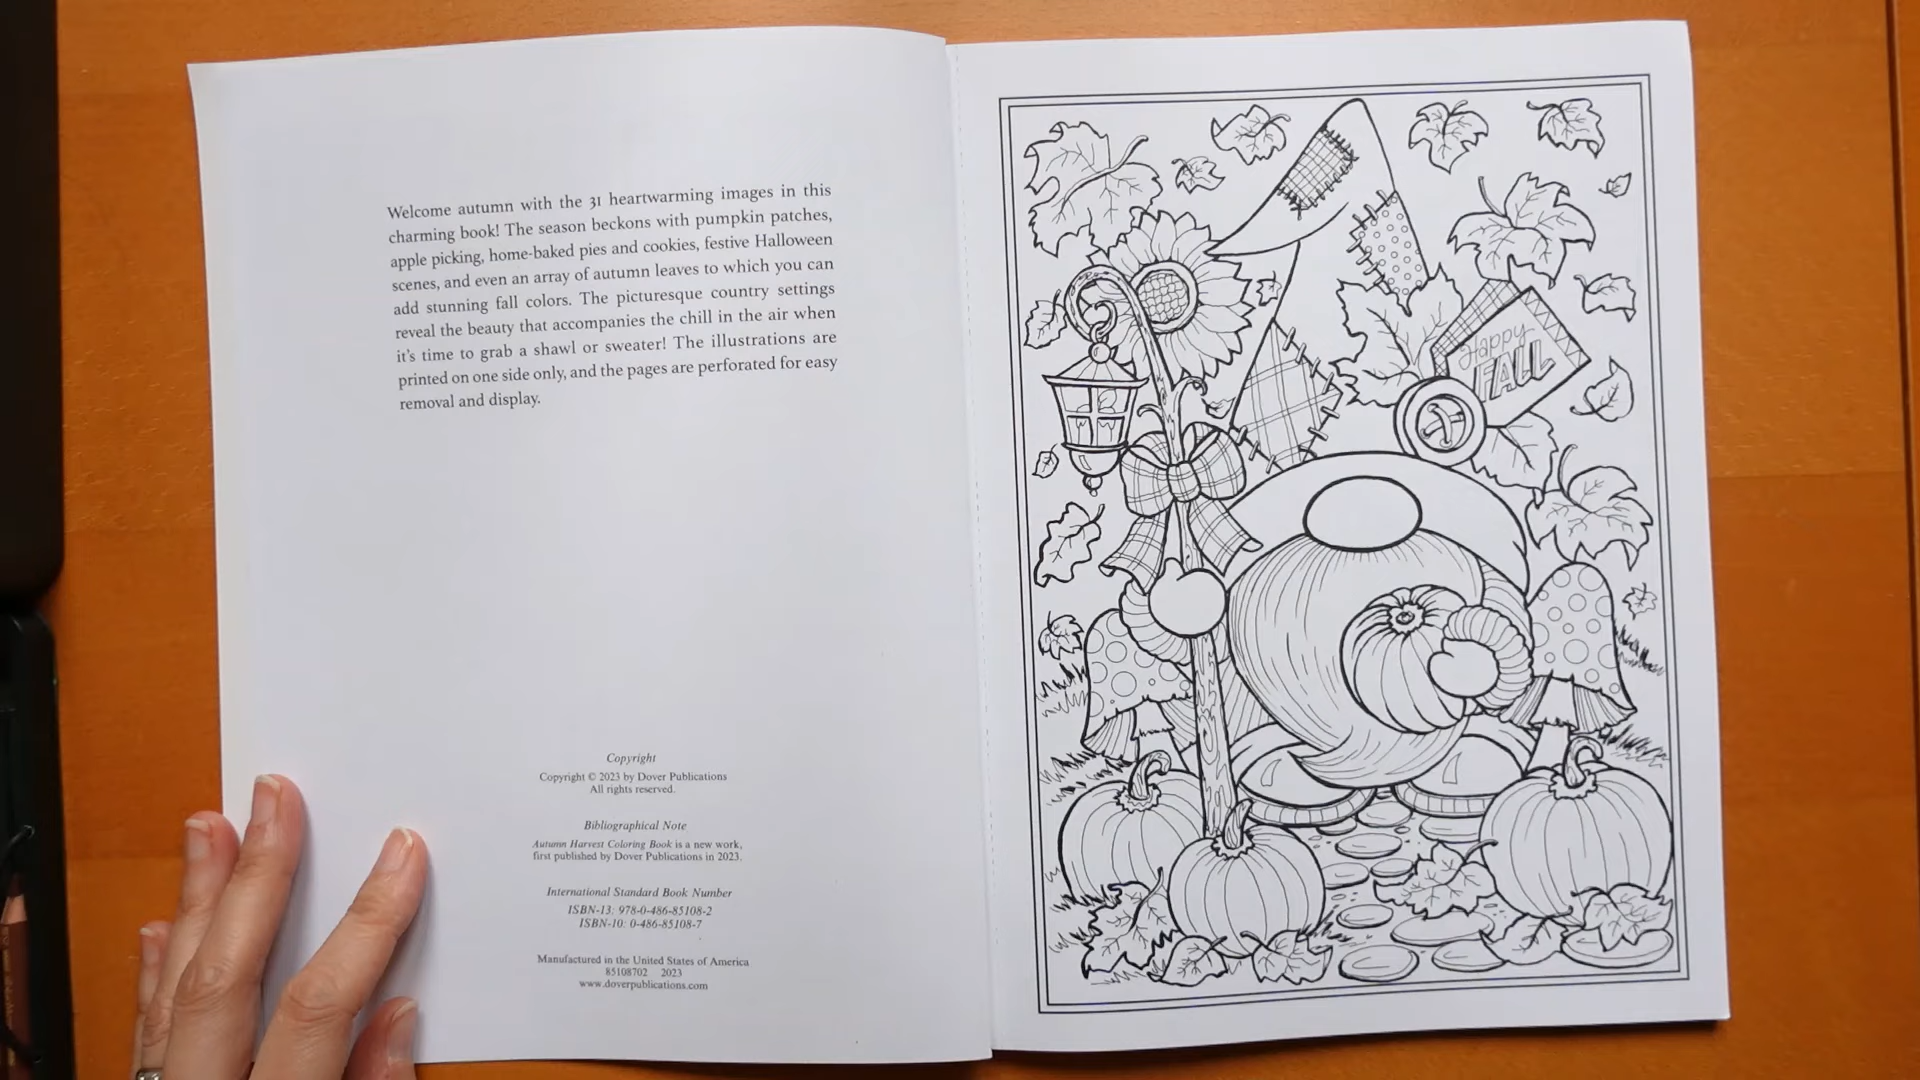 Welcome autumn with the 31 heartwarming images in this
charming book! The season beckons with pumpkin patches,
apple picking, home-baked pies and cookies, festive Halloween
scenes, and even an array of autumn leaves to which you can
add stunning fall colors. The picturesque country settings
reveal the beauty that accompanies the chill in the air when
it's time to grab a shawl or sweater! The illustrations are
printed on one side only, and the pages are perforated for easy
removal and display.
Copyright
Copyright © 2023 by Dover Publications
All rights reserved.
Bibliographical Note
Autumn Harvest Coloring Book is a new work,
first published by Dover Publications in 2023.
International Standard Book Number
ISBN-13: 978-0-486-85108-2
ISBN-10: 0-486-85108-7
Manufactured in the United States of America
85108702 2023
www.doverpublications.com
Happy
FALL